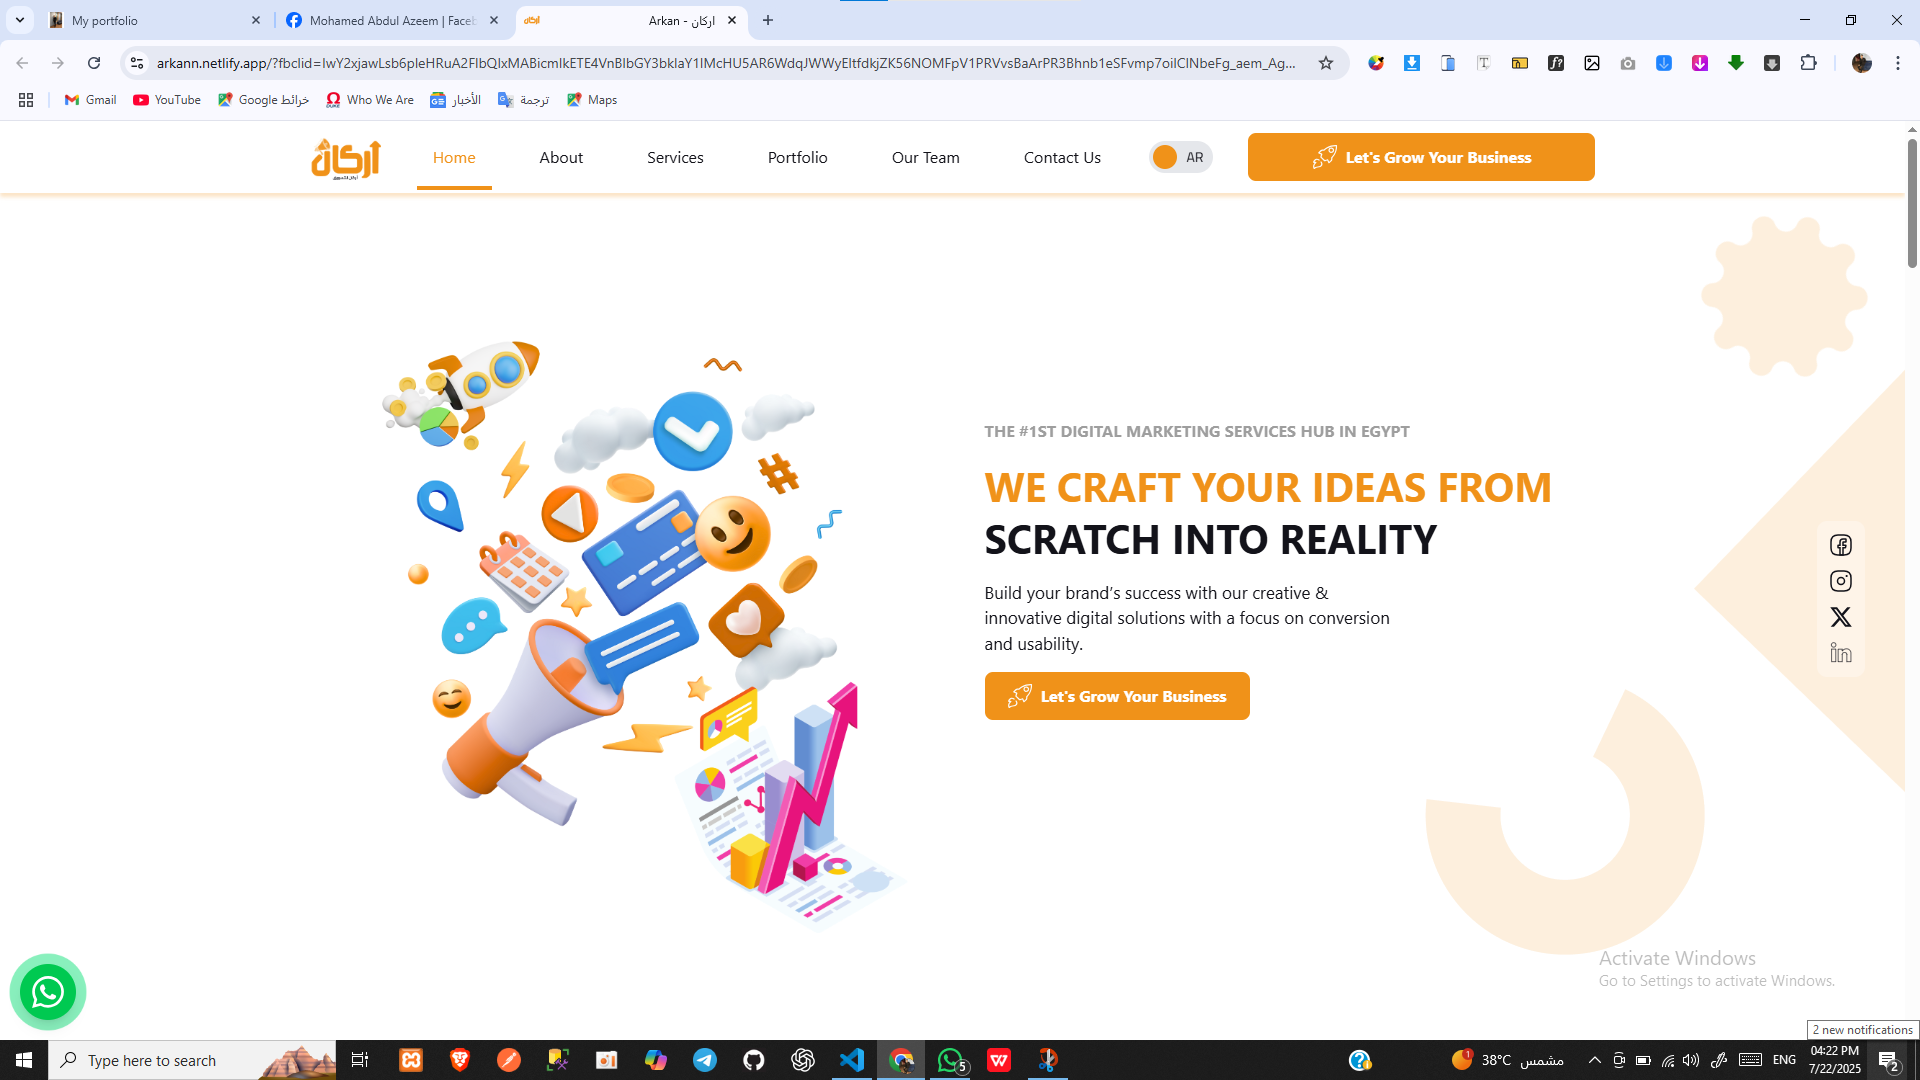 My portfolio
Mohamed Abdul Azeem | Faceb
Arkan - اركان
arkann.netlify.app/?fbclid=IwY2xjawLsb6pleHRuA2FlbQIxMABicmlkETE4VnBlbGY3bklaY1lMcHU5AR6WdqJWWyEltfdkjZK56NOMFpV1PRVvsBaArPR3Bhnb1eSFvmp7oilClNbeFg_aem_Ag...
Gmail
YouTube
خرائط Google
Who We Are
الأخبار
ترجمة
Maps
أركان
Home
About
Services
Portfolio
Our Team
Contact Us
AR
Let's Grow Your Business
THE #1ST DIGITAL MARKETING SERVICES HUB IN EGYPT
WE CRAFT YOUR IDEAS FROM
SCRATCH INTO REALITY
Build your brand's success with our creative &
innovative digital solutions with a focus on conversion
and usability.
Let's Grow Your Business
Activate Windows
Go to Settings to activate Windows.
2 new notifications
Type here to search
5
1
38°C مشمس
ENG
04:22 PM
7/22/2025
2